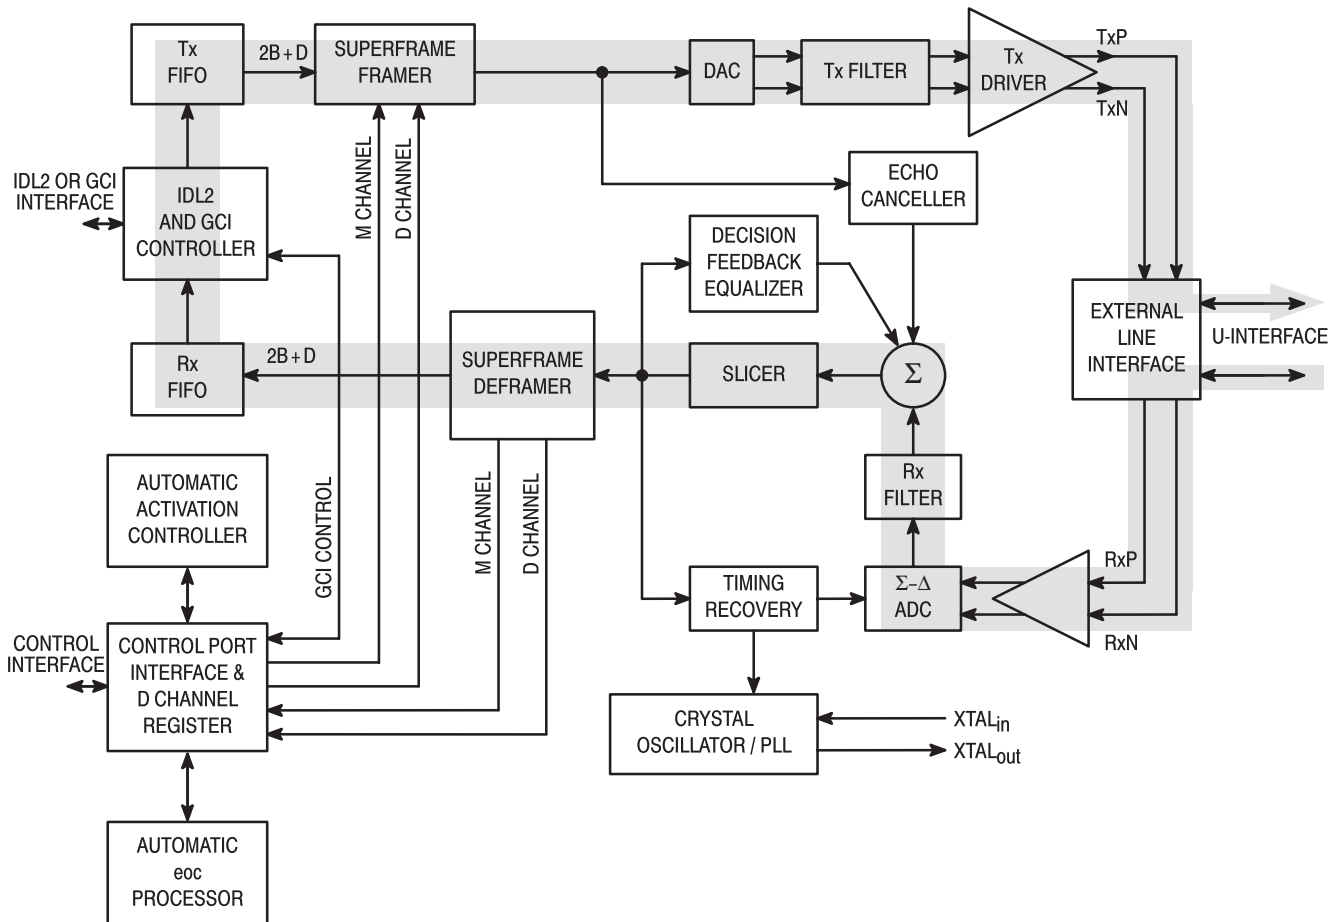 Tx
FIFO
2B+D
SUPERFRAME
FRAMER
DAC
Tx FILTER
Tx
DRIVER
TxP
TxN
IDL2 OR GCI
INTERFACE
IDL2
AND GCI
CONTROLLER
M CHANNEL
D CHANNEL
ECHO
CANCELLER
DECISION
FEEDBACK
EQUALIZER
EXTERNAL
LINE
INTERFACE
U-INTERFACE
Rx
FIFO
2B+D
SUPERFRAME
DEFRAMER
SLICER
Σ
Rx
FILTER
AUTOMATIC
ACTIVATION
CONTROLLER
GCI CONTROL
M CHANNEL
D CHANNEL
TIMING
RECOVERY
Σ–Δ
ADC
RxP
RxN
CONTROL
INTERFACE
CONTROL PORT
INTERFACE &
D CHANNEL
REGISTER
CRYSTAL
OSCILLATOR / PLL
XTALin
XTALout
AUTOMATIC
eoc
PROCESSOR